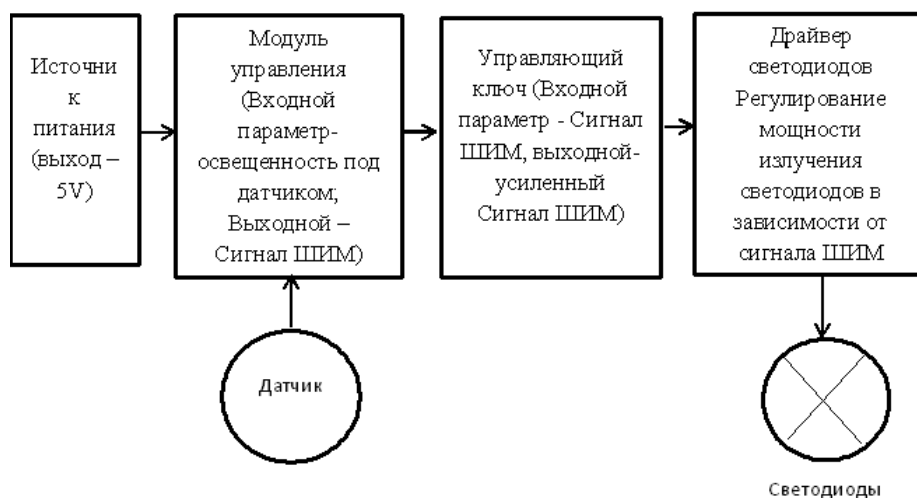 Источни
к
питания
(выход –
5V)
Модуль
управления
(Входной
параметр-
освещенность под
датчиком;
Выходной –
Сигнал ШИМ)
Управляющий
ключ (Входной
параметр - Сигнал
ШИМ, выходной-
усиленный
Сигнал ШИМ)
Драйвер
светодиодов
Регулирование
мощности
излучения
светодиодов в
зависимости от
сигнала ШИМ
Датчик
Светодиоды